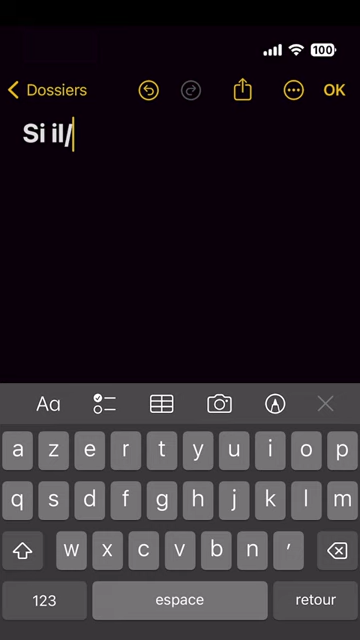 100
Dossiers
OK
Si il/
Aa
a z e r t y u i o p
q s d f g h j k l m
w x c v b n ′
123 espace retour